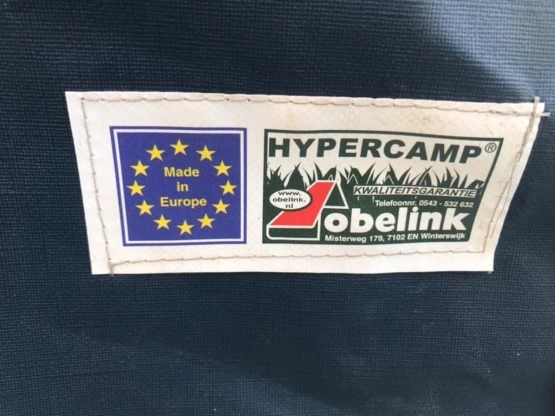 Made
in
Europe
HYPERCAMP®
KWALITEITSGARANTIE
www.
obelink.
nl
Telefoonnr. 0543 - 532 632
obelink
Misterweg 179, 7102 EN Winterswijk